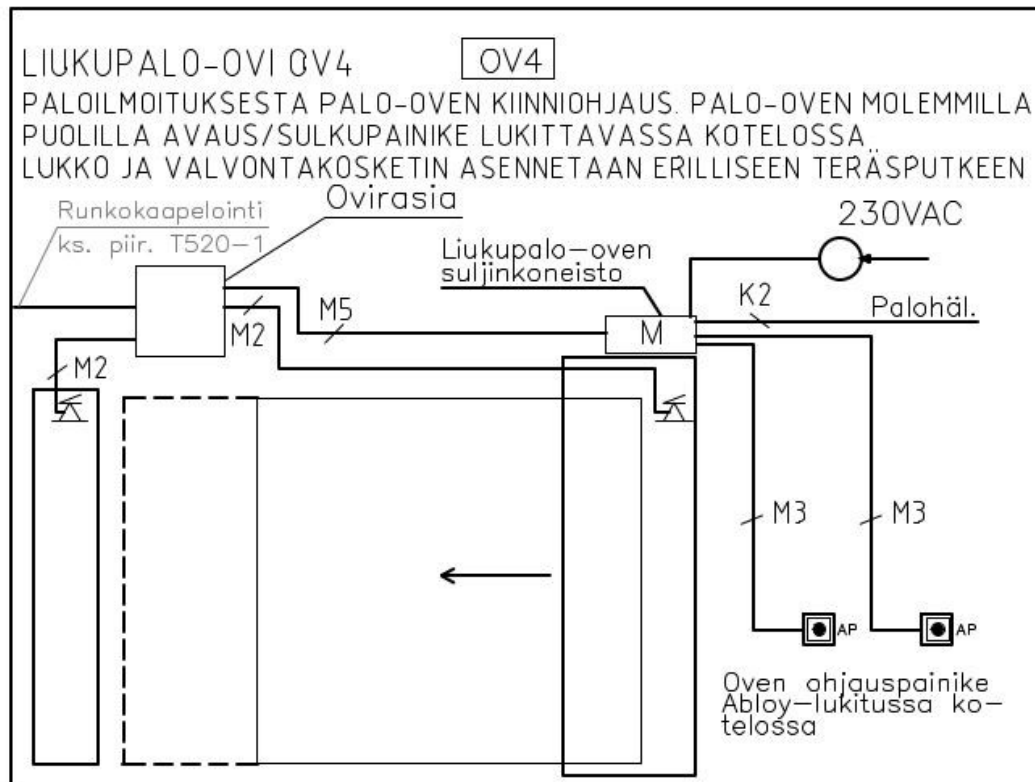 LIUKUPALO-OVI OV4
OV4
PALOILMOITUKSESTA PALO-OVEN KIINNIOHJAUS. PALO-OVEN MOLEMMILLA
PUOLILLA AVAUS/SULKUPAINIKE LUKITTAVASSA KOTELOSSA
LUKKO JA VALVONTAKOSKETIN ASENNETAAN ERILLISEEN TERÄSPUTKEEN
Runkokaapelointi
ks. piir. T520-1
Ovirasia
230VAC
Liukupalo-oven
suljinkoneisto
M5
M2
M
K2
Palohäl.
M2
M3
M3
AP
AP
Oven ohjauspainike
Abloy-lukitussa ko-
telossa